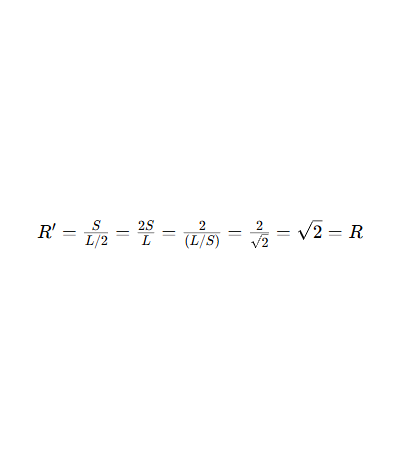 R′ = S/(L/2) = 2S/L = 2/(L/S) = 2/√2 = √2 = R